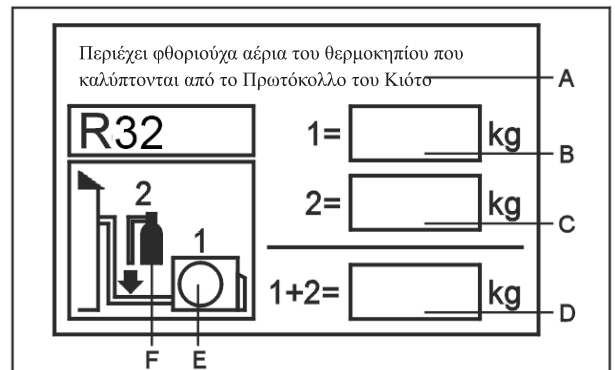 Περιέχει φθοριούχα αέρια του θερμοκηπίου που
καλύπτονται από το Πρωτόκολλο του Κιότο
A
R32
1= kg
B
2
2= kg
C
1
1+2= kg
D
F E